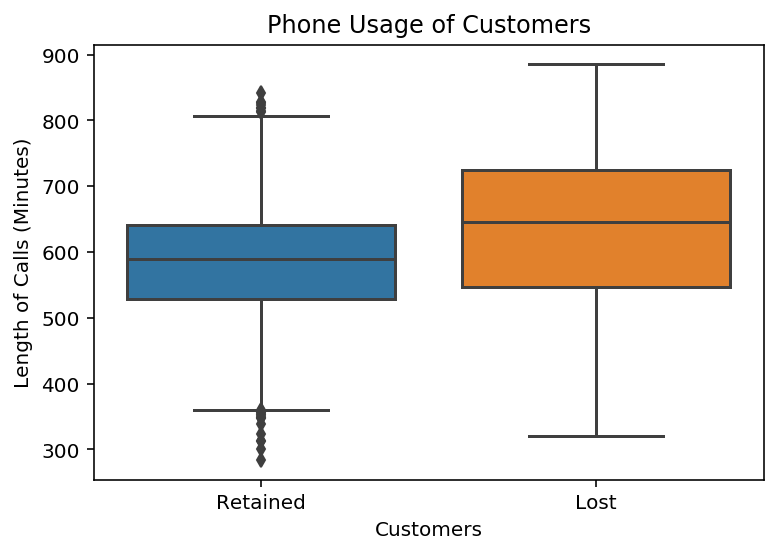 Phone Usage of Customers
900
800
700
600
500
400
300
Length of Calls (Minutes)
Retained
Lost
Customers